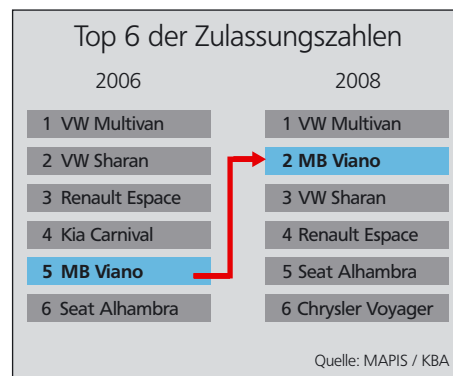 Top 6 der Zulassungszahlen
2006
1 VW Multivan
2 VW Sharan
3 Renault Espace
4 Kia Carnival
5 MB Viano
6 Seat Alhambra
2008
1 VW Multivan
2 MB Viano
3 VW Sharan
4 Renault Espace
5 Seat Alhambra
6 Chrysler Voyager
Quelle: MAPIS / KBA